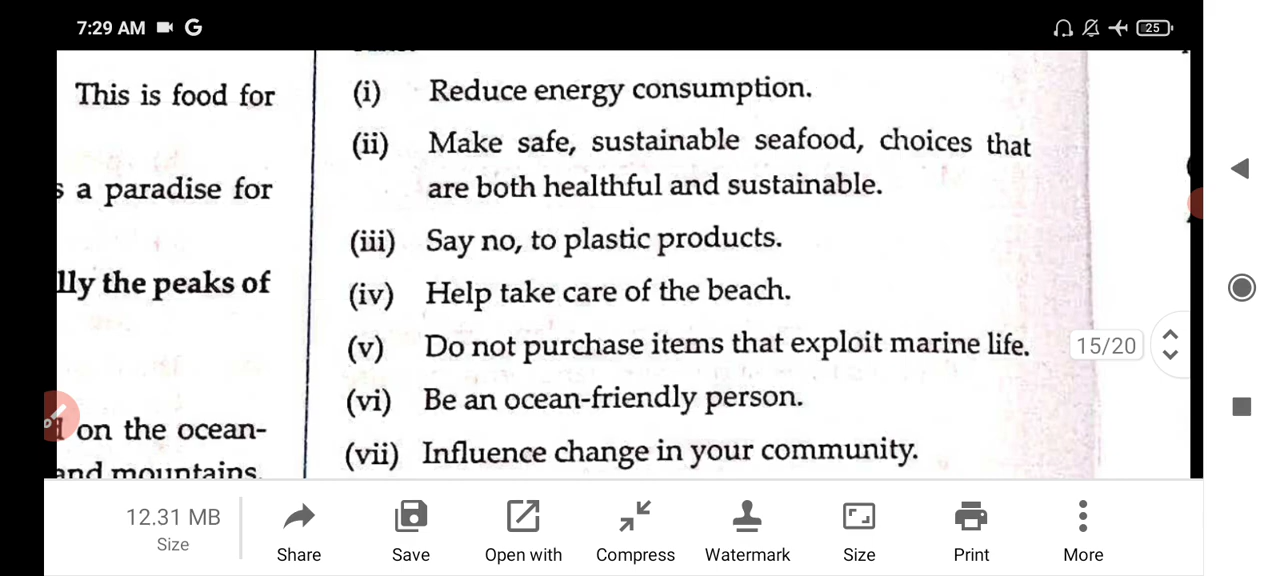 7:29 AM G 25
This is food for
s a paradise for
lly the peaks of
on the ocean-
and mountains.
(i) Reduce energy consumption.
(ii) Make safe, sustainable seafood, choices that
are both healthful and sustainable.
(iii) Say no, to plastic products.
(iv) Help take care of the beach.
(v) Do not purchase items that exploit marine life.
(vi) Be an ocean-friendly person.
(vii) Influence change in your community.
15/20
12.31 MB
Size
Share
Save
Open with
Compress
Watermark
Size
Print
More